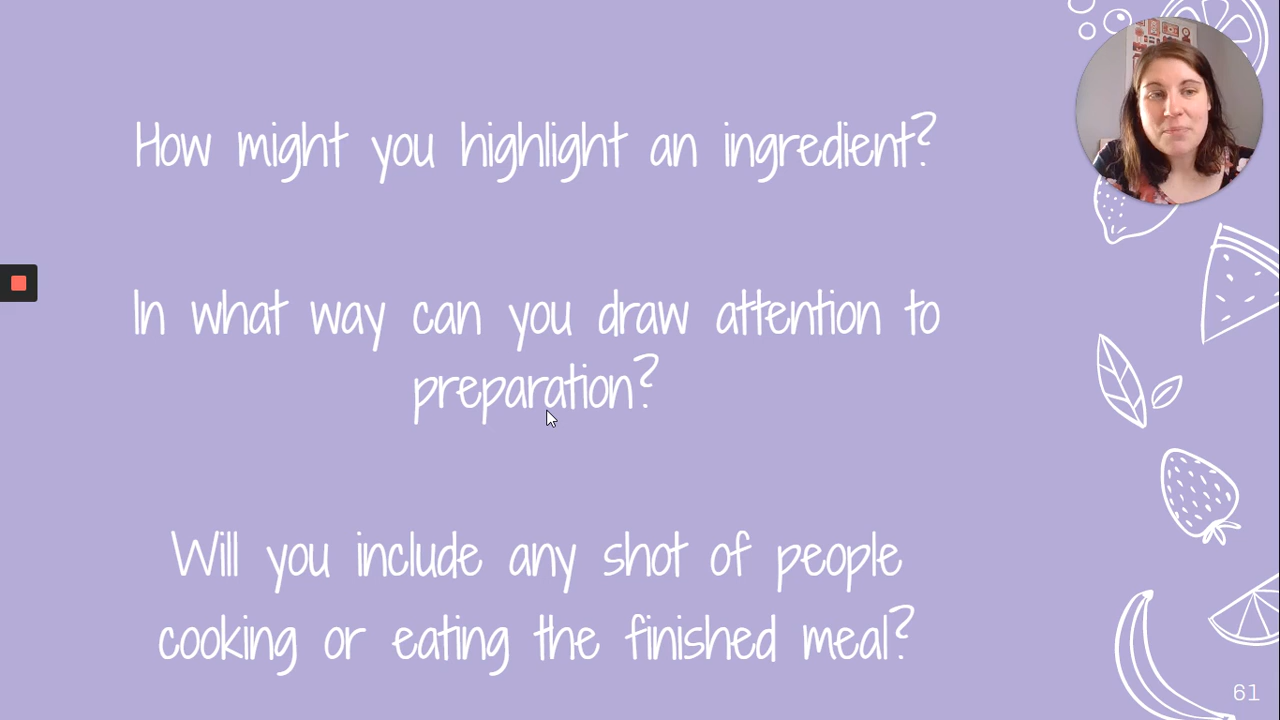 How might you highlight an ingredient?
In what way can you draw attention to
preparation?
Will you include any shot of people
cooking or eating the finished meal?
61